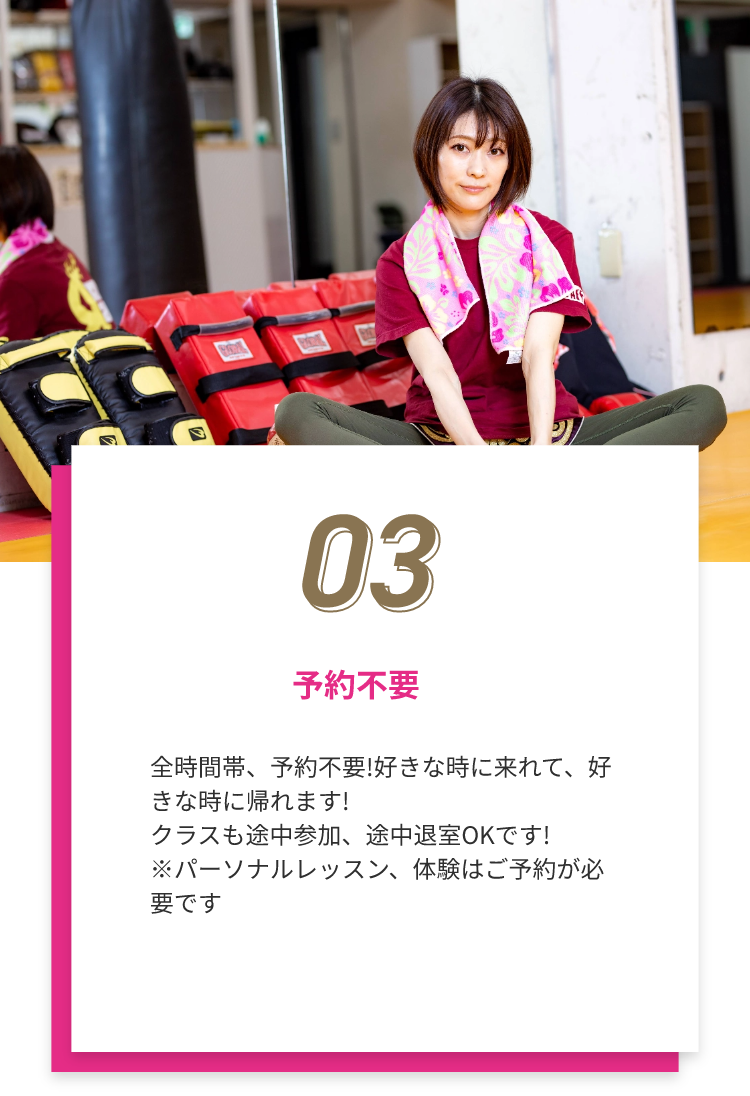 03
予約不要
全時間帯、予約不要!好きな時に来れて、好
きな時に帰れます!
クラスも途中参加、途中退室OKです!
※パーソナルレッスン、体験はご予約が必
要です